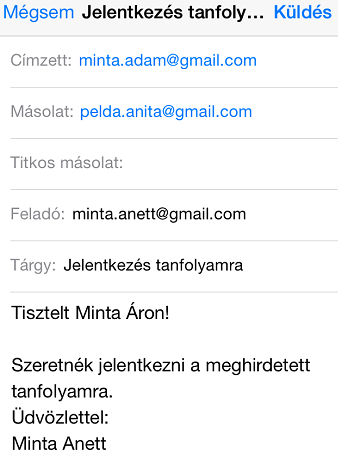 Mégsem Jelentkezés tanfoly... Küldés
Címzett: minta.adam@gmail.com
Másolat: pelda.anita@gmail.com
Titkos másolat:
Feladó: minta.anett@gmail.com
Tárgy: Jelentkezés tanfolyamra
Tisztelt Minta Áron!
Szeretnék jelentkezni a meghirdetett
tanfolyamra.
Üdvözlettel:
Minta Anett